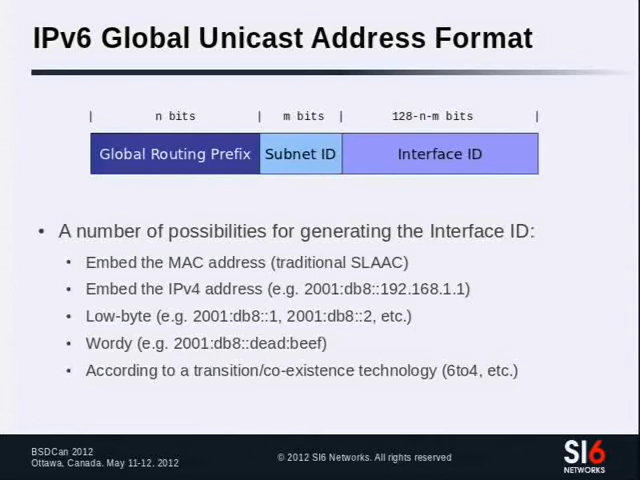 IPv6 Global Unicast Address Format
| n bits | m bits | 128-n-m bits |
Global Routing Prefix Subnet ID Interface ID
• A number of possibilities for generating the Interface ID:
• Embed the MAC address (traditional SLAAC)
• Embed the IPv4 address (e.g. 2001:db8::192.168.1.1)
• Low-byte (e.g. 2001:db8::1, 2001:db8::2, etc.)
• Wordy (e.g. 2001:db8::dead:beef)
• According to a transition/co-existence technology (6to4, etc.)
BSDCan 2012
Ottawa, Canada. May 11-12, 2012
© 2012 SI6 Networks. All rights reserved
SI6
NETWORKS